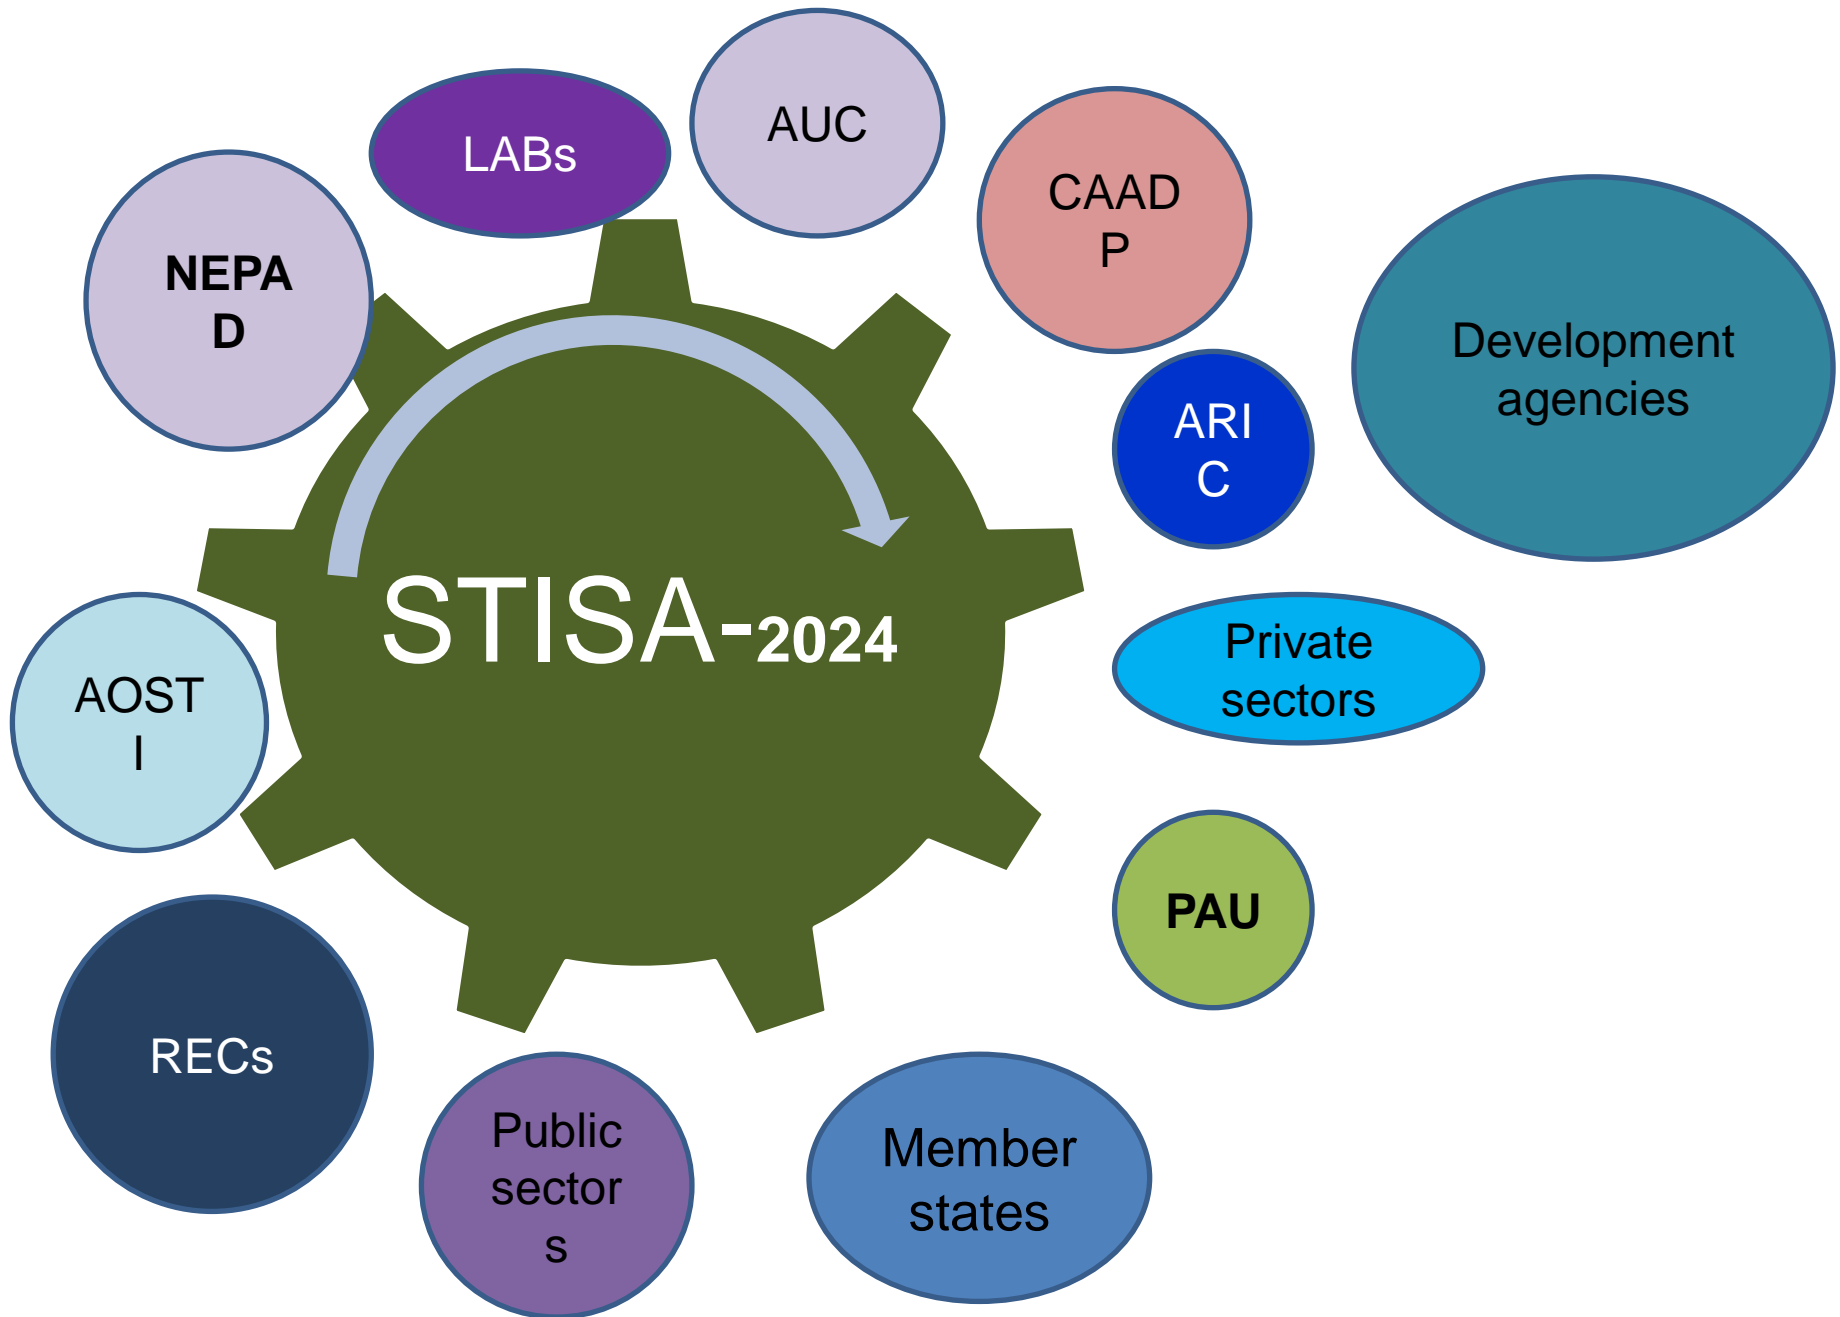 AUC
LABs
CAAD
P
NEPA
D
Development
agencies
ARI
C
STISA-2024
Private
sectors
AOST
I
PAU
RECs
Public
sector
s
Member
states